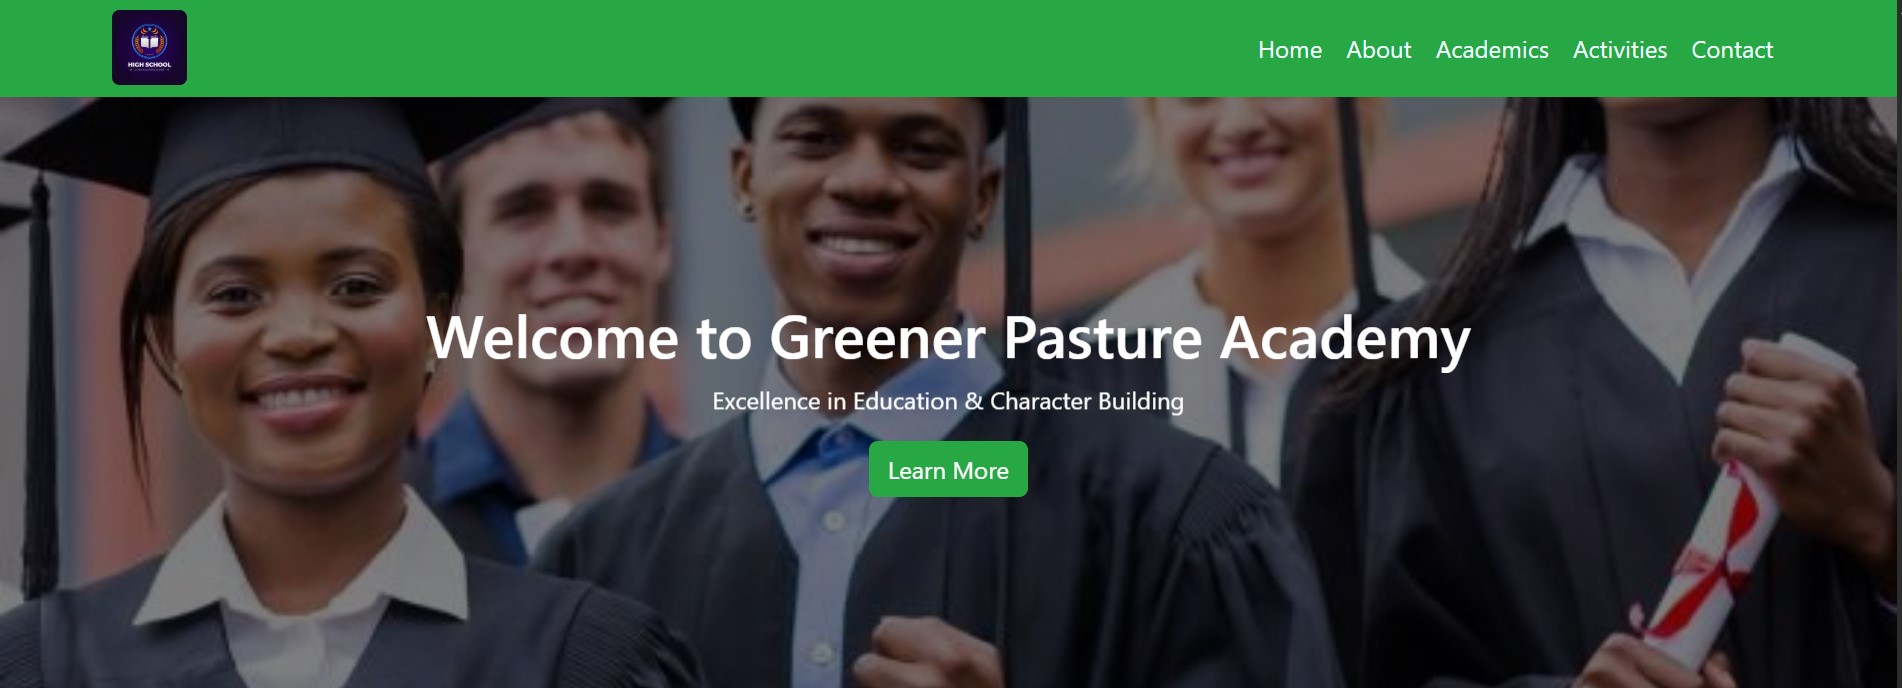 HIGH SCHOOL
Home About Academics Activities Contact
Welcome to Greener Pasture Academy
Excellence in Education & Character Building
Learn More